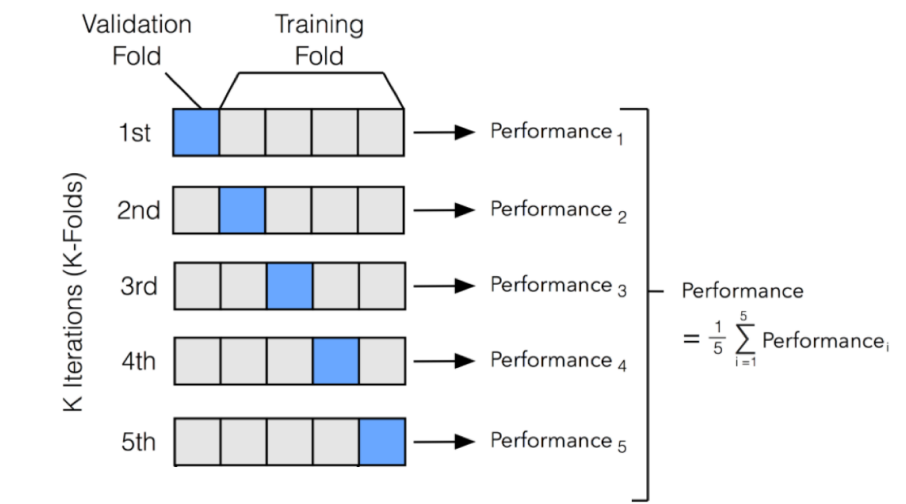 Validation
Fold
Training
Fold
K Iterations (K-Folds)
1st
Performance 1
2nd
Performance 2
3rd
Performance 3
4th
Performance 4
5th
Performance 5
Performance
= 1/5 5 ∑ i=1 Performance i